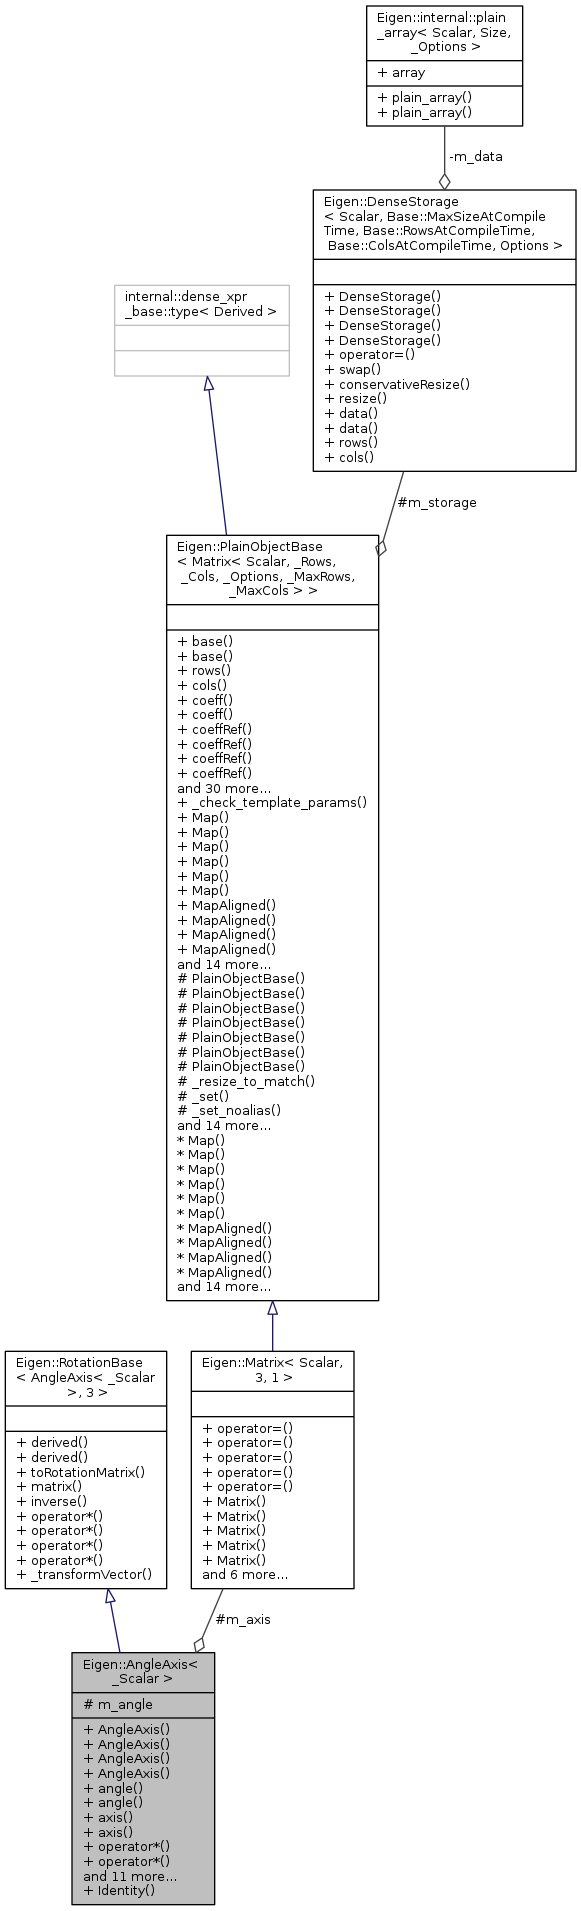 Eigen::internal::plain
_array< Scalar, Size,
_Options >
+ array
+ plain_array()
+ plain_array()
-m_data
Eigen::DenseStorage
< Scalar, Base::MaxSizeAtCompile
Time, Base::RowsAtCompileTime,
Base::ColsAtCompileTime, Options >
+ DenseStorage()
+ DenseStorage()
+ DenseStorage()
+ DenseStorage()
+ operator=()
+ swap()
+ conservativeResize()
+ resize()
+ data()
+ data()
+ rows()
+ cols()
internal::dense_xpr
_base::type< Derived >
#m_storage
Eigen::PlainObjectBase
< Matrix< Scalar, _Rows,
_Cols, _Options, _MaxRows,
_MaxCols > >
+ base()
+ base()
+ rows()
+ cols()
+ coeff()
+ coeff()
+ coeffRef()
+ coeffRef()
+ coeffRef()
+ coeffRef()
and 30 more...
+ _check_template_params()
+ Map()
+ Map()
+ Map()
+ Map()
+ Map()
+ Map()
+ MapAligned()
+ MapAligned()
+ MapAligned()
+ MapAligned()
and 14 more...
# PlainObjectBase()
# PlainObjectBase()
# PlainObjectBase()
# PlainObjectBase()
# PlainObjectBase()
# PlainObjectBase()
# PlainObjectBase()
# _resize_to_match()
# _set()
# _set_noalias()
and 14 more...
* Map()
* Map()
* Map()
* Map()
* Map()
* Map()
* MapAligned()
* MapAligned()
* MapAligned()
* MapAligned()
and 14 more...
Eigen::RotationBase
< AngleAxis< _Scalar
>, 3 >
+ derived()
+ derived()
+ toRotationMatrix()
+ matrix()
+ inverse()
+ operator*()
+ operator*()
+ operator*()
+ operator*()
+ _transformVector()
Eigen::Matrix< Scalar,
3, 1 >
+ operator=()
+ operator=()
+ operator=()
+ operator=()
+ operator=()
+ Matrix()
+ Matrix()
+ Matrix()
+ Matrix()
+ Matrix()
and 6 more...
#m_axis
Eigen::AngleAxis<
_Scalar >
# m_angle
+ AngleAxis()
+ AngleAxis()
+ AngleAxis()
+ AngleAxis()
+ angle()
+ angle()
+ axis()
+ axis()
+ operator*()
+ operator*()
and 11 more...
+ Identity()